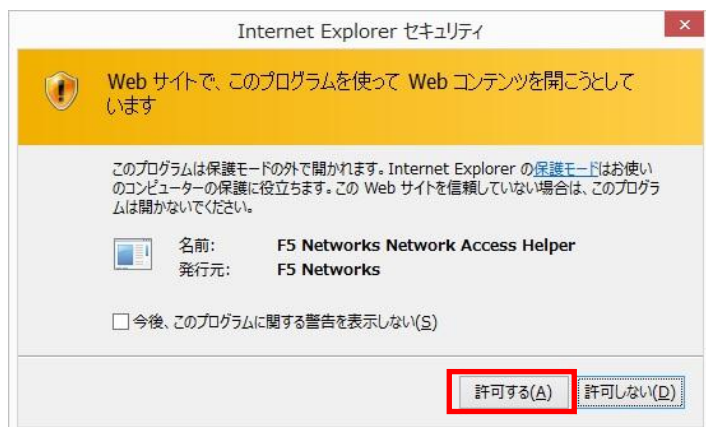 Internet Explorer セキュリティ
Web サイトで、このプログラムを使って Web コンテンツを開こうとして
います
このプログラムは保護モードの外で開かれます。Internet Explorer の保護モードはお使い
のコンピューターの保護に役立ちます。この Web サイトを信頼していない場合は、このプログラ
ムは開かないでください。
名前: F5 Networks Network Access Helper
発行元: F5 Networks
今後、このプログラムに関する警告を表示しない(S)
許可する(A) 許可しない(D)